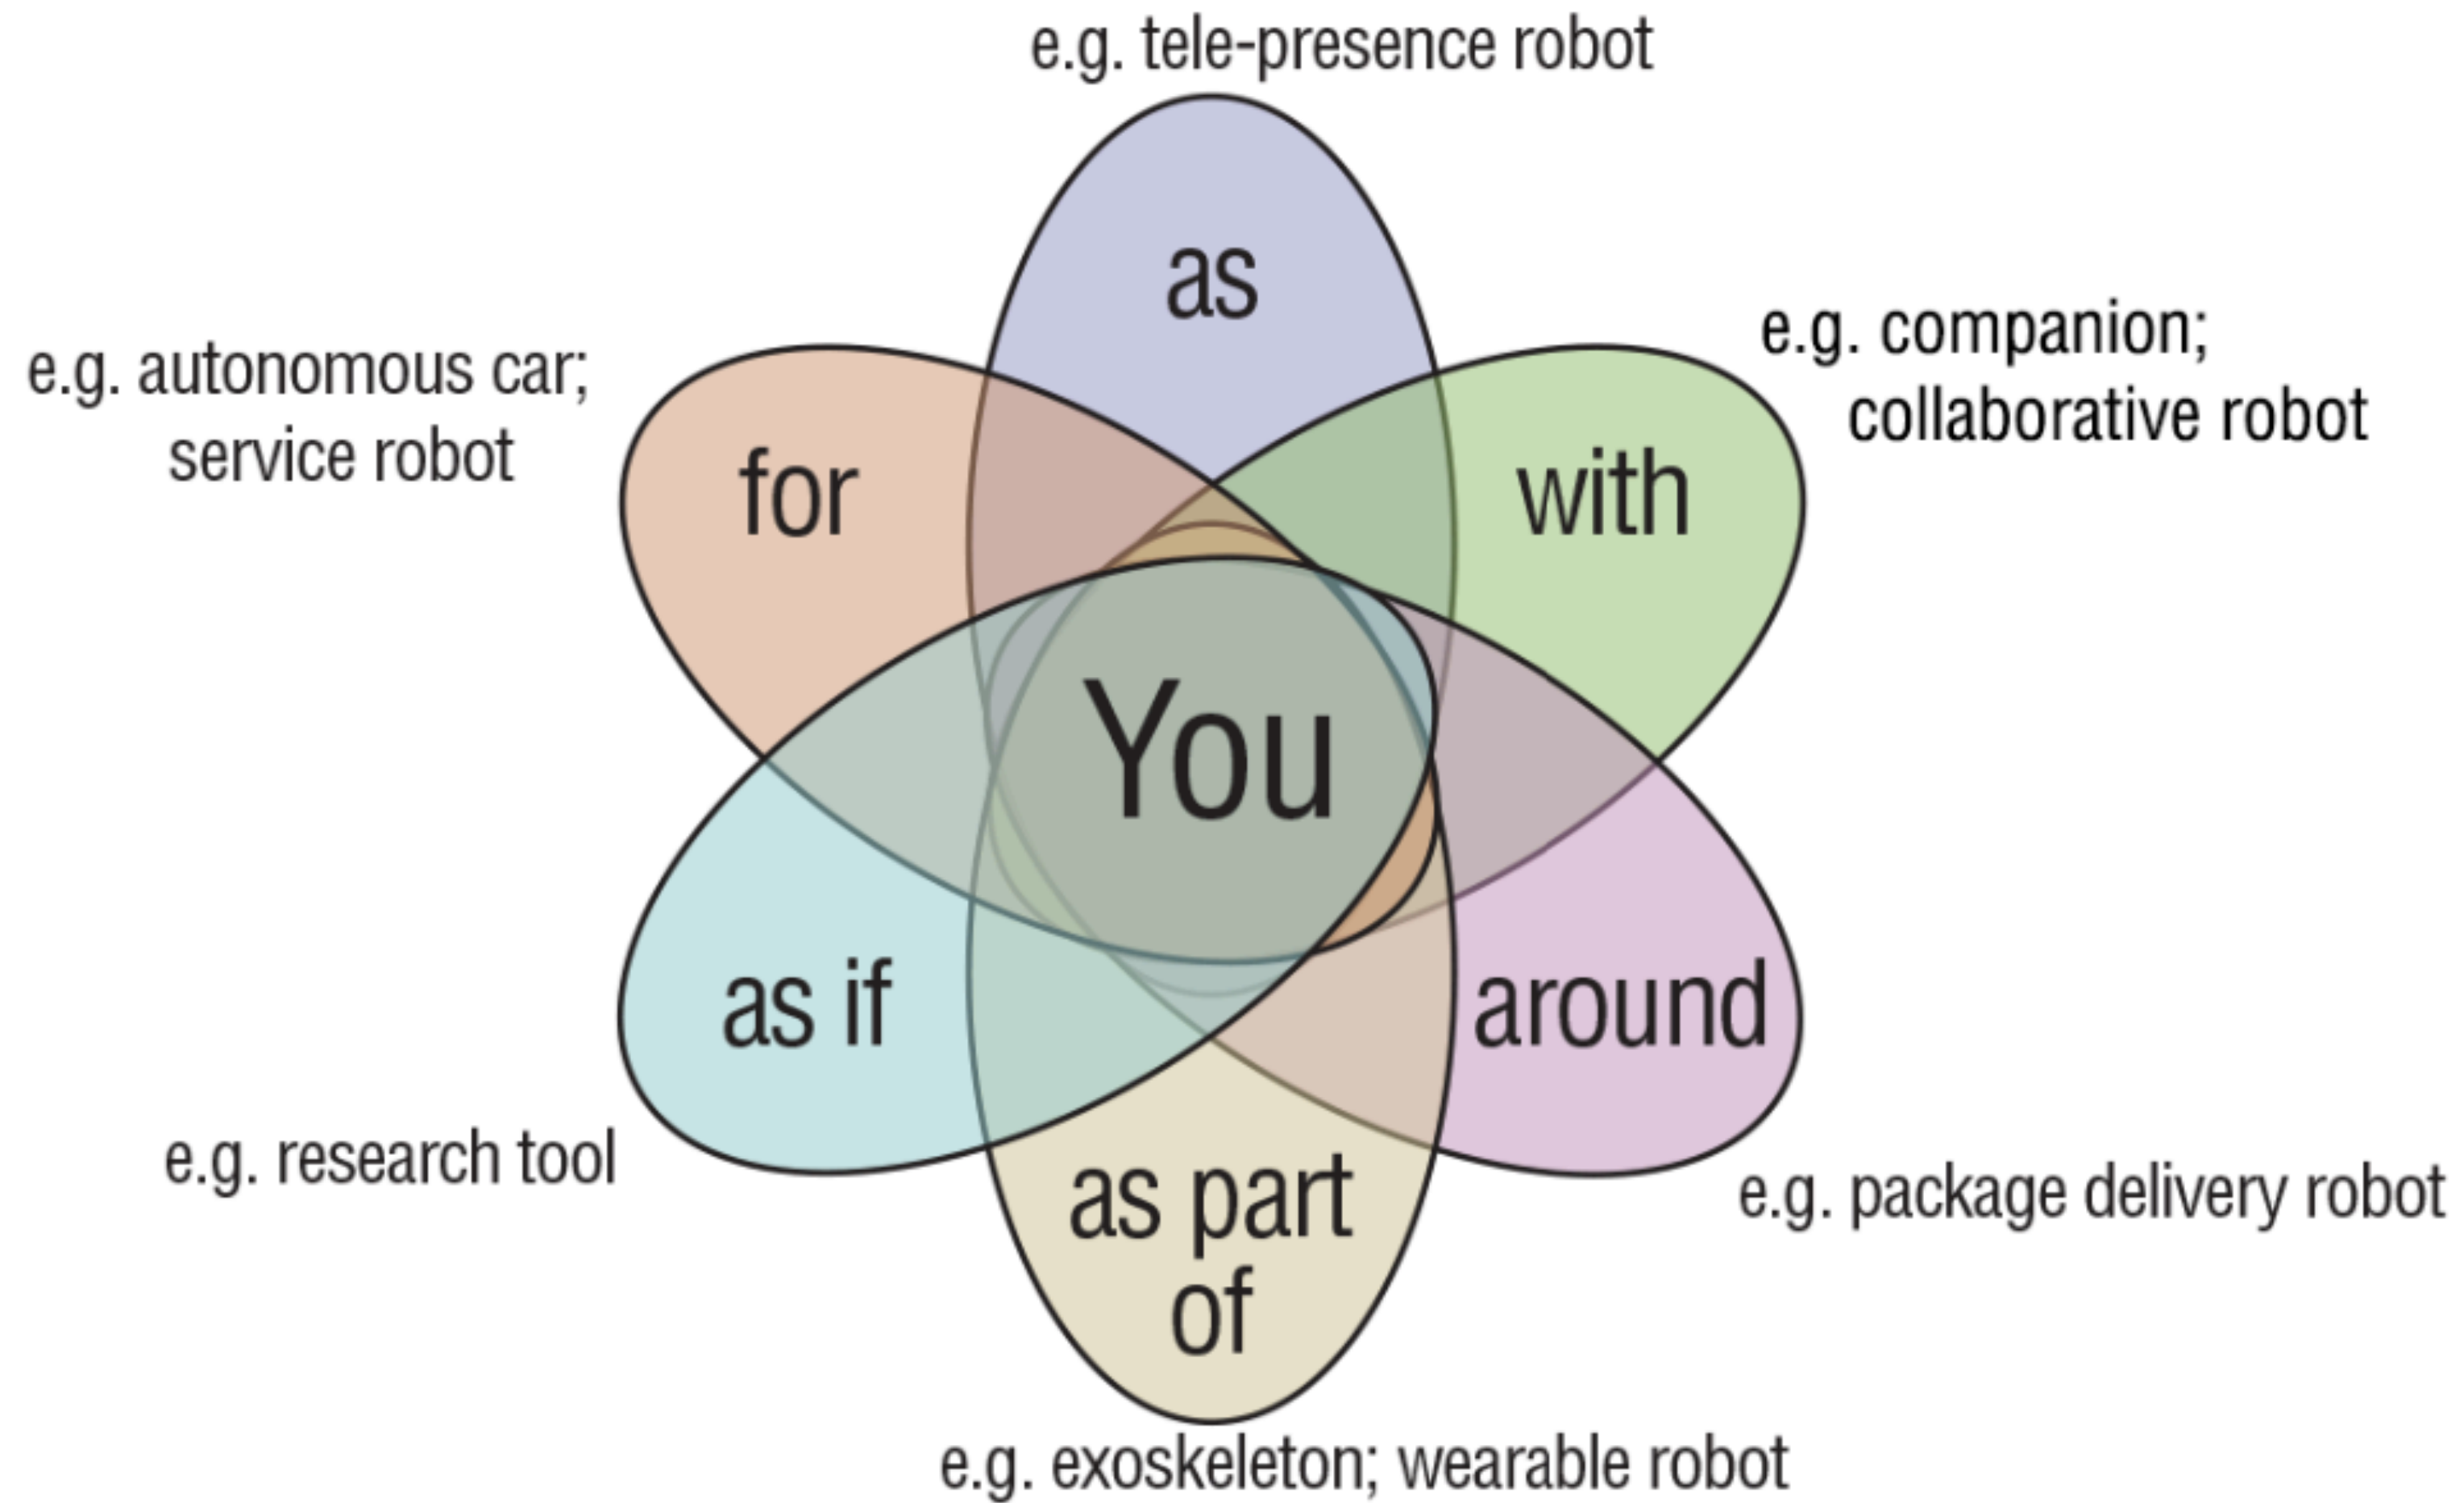 e.g. tele-presence robot
as
e.g. companion;
collaborative robot
with
e.g. autonomous car;
service robot
for
You
as if
around
e.g. research tool
e.g. package delivery robot
as part
of
e.g. exoskeleton; wearable robot